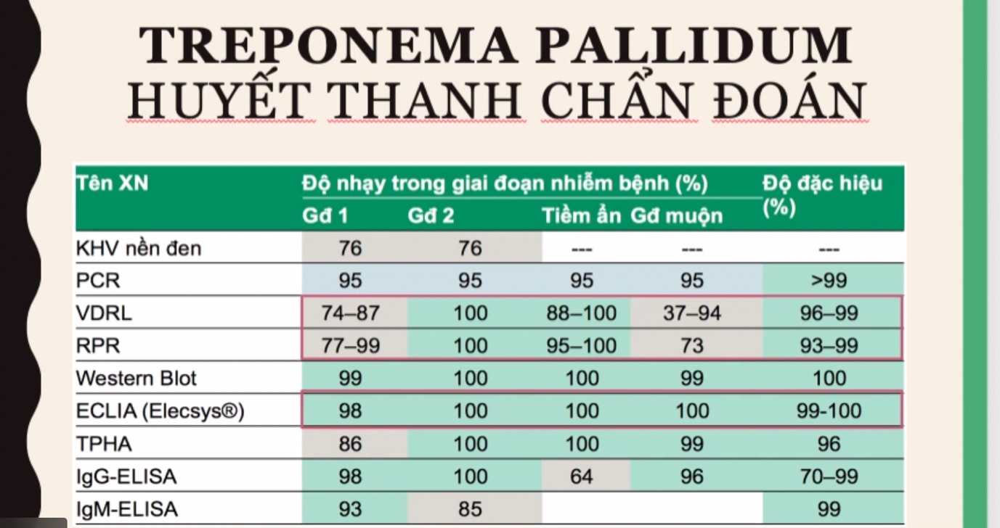 TREPONEMA PALLIDUM
HUYẾT THANH CHẨN ĐOÁN
Tên XN Độ nhạy trong giai đoạn nhiễm bệnh (%) Độ đặc hiệu (%)
Gđ 1 Gđ 2 Tiềm ẩn Gđ muộn
KHV nền đen 76 76 --- --- ---
PCR 95 95 95 95 >99
VDRL 74–87 100 88–100 37–94 96–99
RPR 77–99 100 95–100 73 93–99
Western Blot 99 100 100 99 100
ECLIA (Elecsys®) 98 100 100 100 99-100
TPHA 86 100 100 99 96
IgG-ELISA 98 100 64 96 70–99
IgM-ELISA 93 85 99